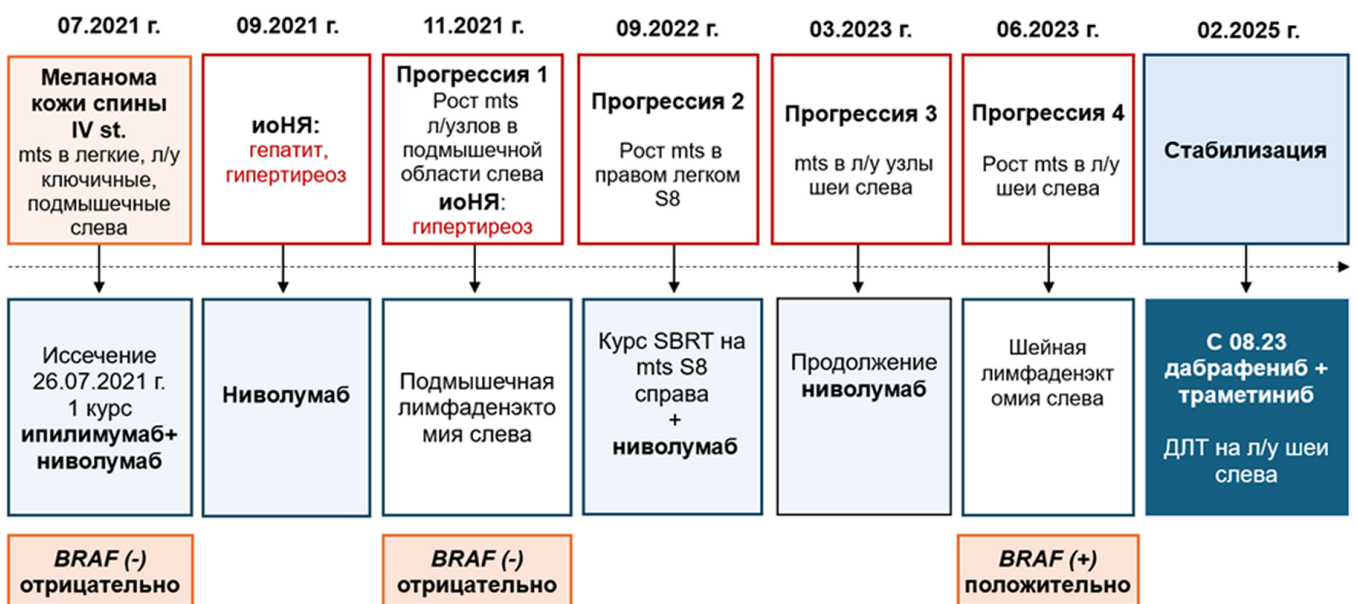 07.2021 г.
09.2021 г.
11.2021 г.
09.2022 г.
03.2023 г.
06.2023 г.
02.2025 г.
Меланома
кожи спины
IV st.
mts в легкие, л/у
ключичные,
подмышечные
слева
иоНЯ:
гепатит,
гипертиреоз
Прогрессия 1
Рост mts
л/узлов в
подмышечной
области слева
иоНЯ:
гипертиреоз
Прогрессия 2
Рост mts в
правом легком
S8
Прогрессия 3
mts в л/у узлы
шеи слева
Прогрессия 4
Рост mts в л/у
шеи слева
Стабилизация
Иссечение
26.07.2021 г.
1 курс
ипилимумаб+
ниволумаб
Ниволумаб
Подмышечная
лимфаденэкто
мия слева
Курс SBRT на
mts S8
справа
+
ниволумаб
Продолжение
ниволумаб
Шейная
лимфаденэкт
омия слева
С 08.23
дабрафениб +
траметиниб
ДЛТ на л/у шеи
слева
BRAF (-)
отрицательно
BRAF (-)
отрицательно
BRAF (+)
положительно